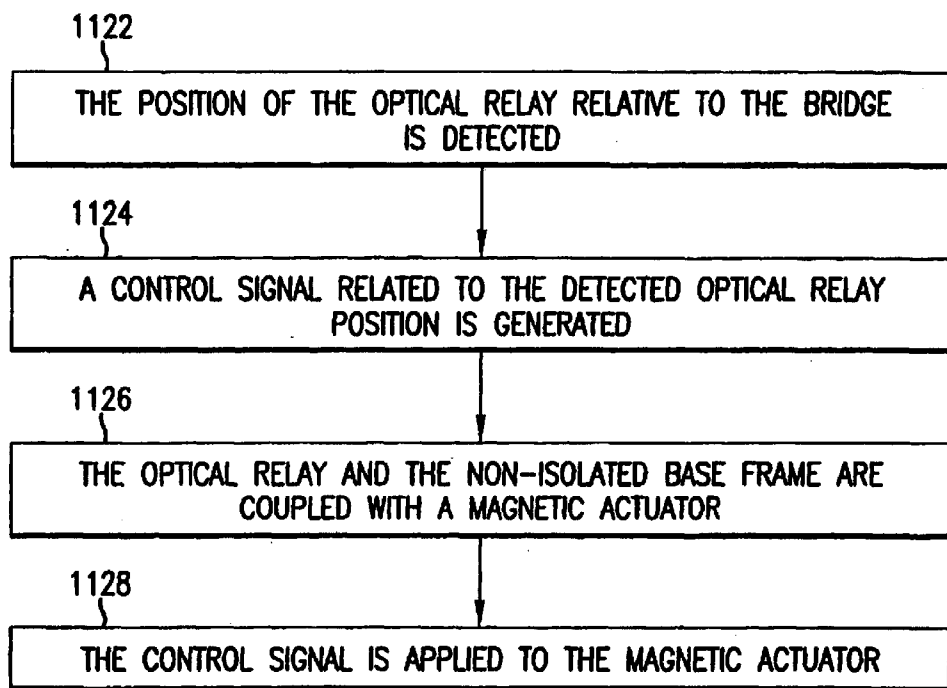 1122
THE POSITION OF THE OPTICAL RELAY RELATIVE TO THE BRIDGE
IS DETECTED
1124
A CONTROL SIGNAL RELATED TO THE DETECTED OPTICAL RELAY
POSITION IS GENERATED
1126
THE OPTICAL RELAY AND THE NON-ISOLATED BASE FRAME ARE
COUPLED WITH A MAGNETIC ACTUATOR
1128
THE CONTROL SIGNAL IS APPLIED TO THE MAGNETIC ACTUATOR